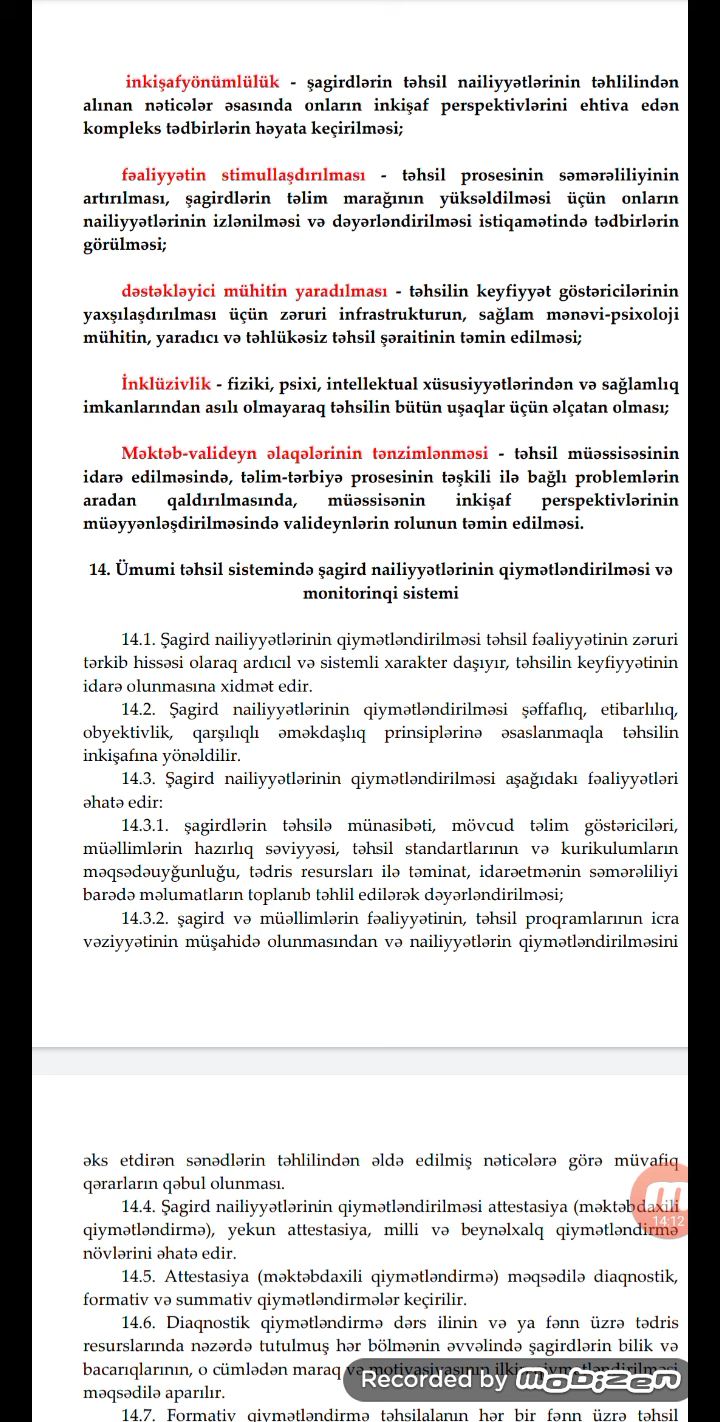 inkişafyönümlülük - şagirdlərin təhsil nailiyyətlərinin təhlilindən
alınan nəticələr əsasında onların inkişaf perspektivlərini ehtiva edən
kompleks tədbirlərin həyata keçirilməsi;
fəaliyyətin stimullaşdırılması - təhsil prosesinin səmərəliliyinin
artırılması, şagirdlərin təlim marağının yüksəldilməsi üçün onların
nailiyyətlərinin izlənilməsi və dəyərləndirilməsi istiqamətində tədbirlərin
görülməsi;
dəstəkləyici mühitin yaradılması - təhsilin keyfiyyət göstəricilərinin
yaxşılaşdırılması üçün zəruri infrastrukturun, sağlam mənəvi-psixoloji
mühitin, yaradıcı və təhlükəsiz təhsil şəraitinin təmin edilməsi;
İnklüzivlik - fiziki, psixi, intellektual xüsusiyyətlərindən və sağlamlıq
imkanlarından asılı olmayaraq təhsilin bütün uşaqlar üçün əlçatan olması;
Məktəb-valideyn əlaqələrinin tənzimlənməsi - təhsil müəssisəsinin
idarə edilməsində, təlim-tərbiyə prosesinin təşkili ilə bağlı problemlərin
aradan qaldırılmasında, müəssisənin inkişaf perspektivlərinin
müəyyənləşdirilməsində valideynlərin rolunun təmin edilməsi.
14. Ümumi təhsil sistemində şagird nailiyyətlərinin qiymətləndirilməsi və
monitorinqi sistemi
14.1. Şagird nailiyyətlərinin qiymətləndirilməsi təhsil fəaliyyətinin zəruri
tərkib hissəsi olaraq ardıcıl və sistemli xarakter daşıyır, təhsilin keyfiyyətinin
idarə olunmasına xidmət edir.
14.2. Şagird nailiyyətlərinin qiymətləndirilməsi şəffaflıq, etibarlılıq,
obyektivlik, qarşılıqlı əməkdaşlıq prinsiplərinə əsaslanmaqla təhsilin
inkişafına yönəldilir.
14.3. Şagird nailiyyətlərinin qiymətləndirilməsi aşağıdakı fəaliyyətləri
əhatə edir:
14.3.1. şagirdlərin təhsilə münasibəti, mövcud təlim göstəriciləri,
müəllimlərin hazırlıq səviyyəsi, təhsil standartlarının və kurikulumların
məqsədəuyğunluğu, tədris resursları ilə təminat, idarəetmənin səmərəliliyi
barədə məlumatların toplanıb təhlil edilərək dəyərləndirilməsi;
14.3.2. şagird və müəllimlərin fəaliyyətinin, təhsil proqramlarının icra
vəziyyətinin müşahidə olunmasından və nailiyyətlərin qiymətləndirilməsini
əks etdirən sənədlərin təhlilindən əldə edilmiş nəticələrə görə müvafiq
qərarların qəbul olunması.
14.4. Şagird nailiyyətlərinin qiymətləndirilməsi attestasiya (məktəbdaxili
qiymətləndirmə), yekun attestasiya, milli və beynəlxalq qiymətləndirmə
14:12
növlərini əhatə edir.
14.5. Attestasiya (məktəbdaxili qiymətləndirmə) məqsədilə diaqnostik,
formativ və summativ qiymətləndirmələr keçirilir.
14.6. Diaqnostik qiymətləndirmə dərs ilinin və ya fənn üzrə tədris
resurslarında nəzərdə tutulmuş hər bölmənin əvvəlində şagirdlərin bilik və
bacarıqlarının, o cümlədən maraq və motivasiyasının ilkin qiymətləndirilməsi
Recorded by mobizen
məqsədilə aparılır.
14.7. Formativ qiymətləndirmə təhsilalanın hər bir fənn üzrə təhsil